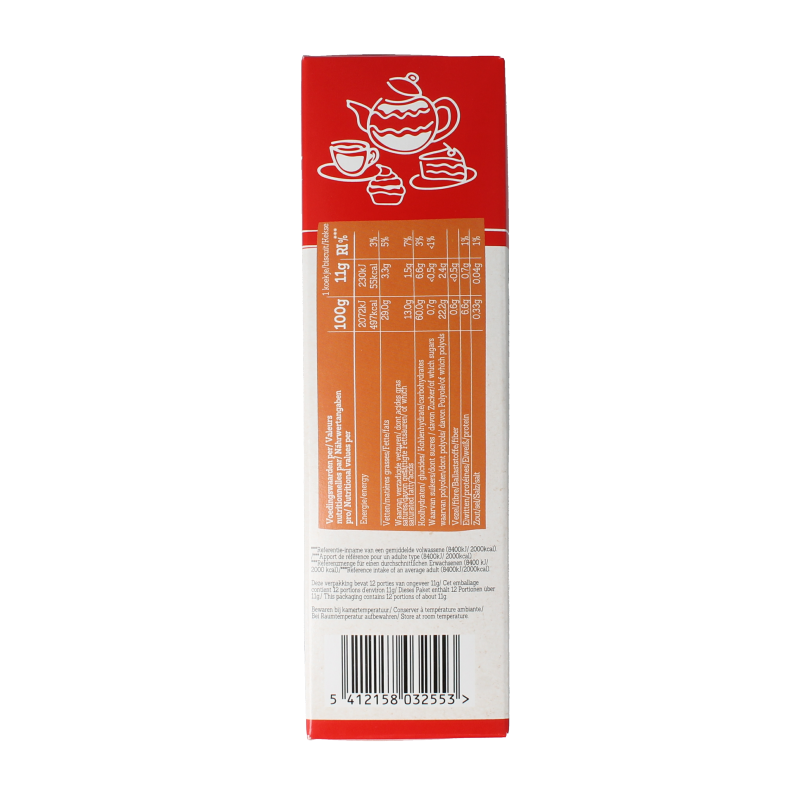 1 koekje/biscuit/Kekse
Voedingswaarden per/ Valeurs
nutritionnelles par/ Nährwertangaben
pro/ Nutritional values per 100g 11g RI%***
Energie/energy 2072kJ 230kJ
497kcal 55kcal 3%
Vetten/matières grasses/Fette/fats 29.0g 3.3g 5%
Waarvan verzadigde vetzuren/ dont acides gras
saturés/davon gesättigte Fettsäuren/ of which
saturated fatty acids 13.0g 1.5g 7%
Koolhydraten/ glucides/ Kohlenhydrate/carbohydrates 60.0g 6.6g 3%
Waarvan suikers/dont sucres / davon Zucker/of which sugars 0.7g <0.5g <1%
waarvan polyolen/dont polyols/ davon Polyole/of which polyols 22.2g 2.4g
Vezel/fibre/Ballaststoffe/fiber 0.6g <0.5g
Eiwitten/protéines/Eiweiß/protein 6.6g 0.7g 1%
Zout/sel/Salz/salt 0.33g 0.04g 1%
***Referentie-inname van een gemiddelde volwassene (8400kJ/ 2000kcal)
/***Apport de référence pour un adulte type (8400kJ/ 2000kcal)
/***Referenzmenge für einen durchschnittlichen Erwachsenen (8400 kJ/
2000 kcal)/***Reference intake of an average adult (8400kJ/2000kcal)
Deze verpakking bevat 12 porties van ongeveer 11g/ Cet emballage
contient 12 portions d'environ 11g/ Dieses Paket enthält 12 Portionen über
11g/ This packaging contains 12 portions of about 11g
Bewaren bij kamertemperatuur/ Conserver à température ambiante/
Bei Raumtemperatur aufbewahren/ Store at room temperature
5 412158 032553 >